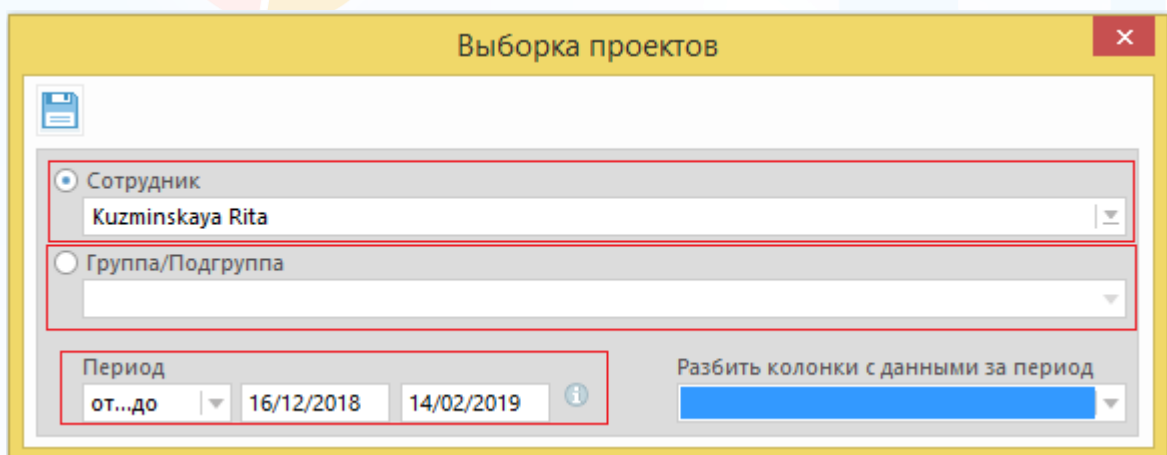 Выборка проектов
Сотрудник
Kuzminskaya Rita
Группа/Подгруппа
Период
Разбить колонки с данными за период
от...до 16/12/2018 14/02/2019